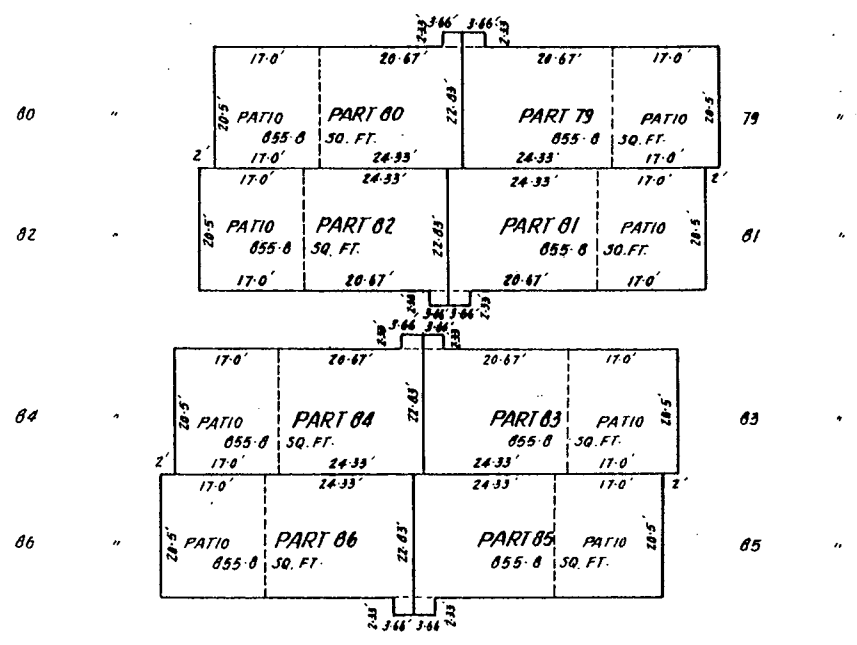 2·33' 3·66' 3·66' 2·33'
17·0' 20·67' 20·67' 17·0'
80 " 20·5' PATIO PART 80 22·83' PART 79 PATIO 20·5' 79 "
855·8 SQ. FT. 855·8 SQ. FT.
2' 17·0' 24·33' 24·33' 17·0'
17·0' 24·33' 24·33' 17·0' 2'
82 " 20·5' PATIO PART 82 22·83' PART 81 PATIO 20·5' 81 "
855·8 SQ. FT. 855·8 SQ. FT.
17·0' 20·67' 20·67' 17·0'
2·33' 3·66' 3·66' 2·33'
2·33' 3·66' 3·66' 2·33'
17·0' 20·67' 20·67' 17·0'
84 " 20·5' PATIO PART 84 22·83' PART 83 PATIO 20·5' 83 "
855·8 SQ. FT. 855·8 SQ. FT.
2' 17·0' 24·33' 24·33' 17·0'
17·0' 24·33' 24·33' 17·0' 2'
86 " 20·5' PATIO PART 86 22·83' PART 85 PATIO 20·5' 85 "
855·8 SQ. FT. 855·8 SQ. FT.
2·33' 3·66' 3·66 2·33